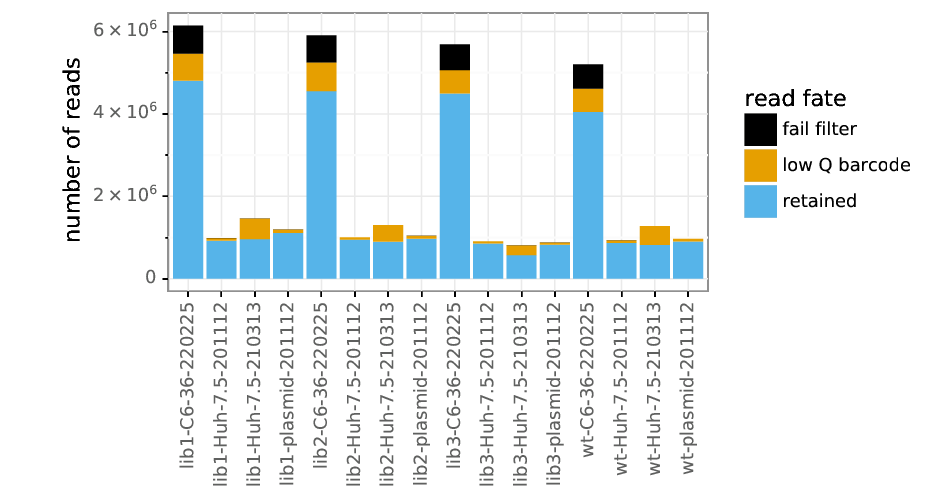 number of reads
6 × 10⁶
4 × 10⁶
2 × 10⁶
0
lib1-C6-36-220225
lib1-Huh-7.5-201112
lib1-Huh-7.5-210313
lib1-plasmid-201112
lib2-C6-36-220225
lib2-Huh-7.5-201112
lib2-Huh-7.5-210313
lib2-plasmid-201112
lib3-C6-36-220225
lib3-Huh-7.5-201112
lib3-Huh-7.5-210313
lib3-plasmid-201112
wt-C6-36-220225
wt-Huh-7.5-201112
wt-Huh-7.5-210313
wt-plasmid-201112
read fate
fail filter
low Q barcode
retained